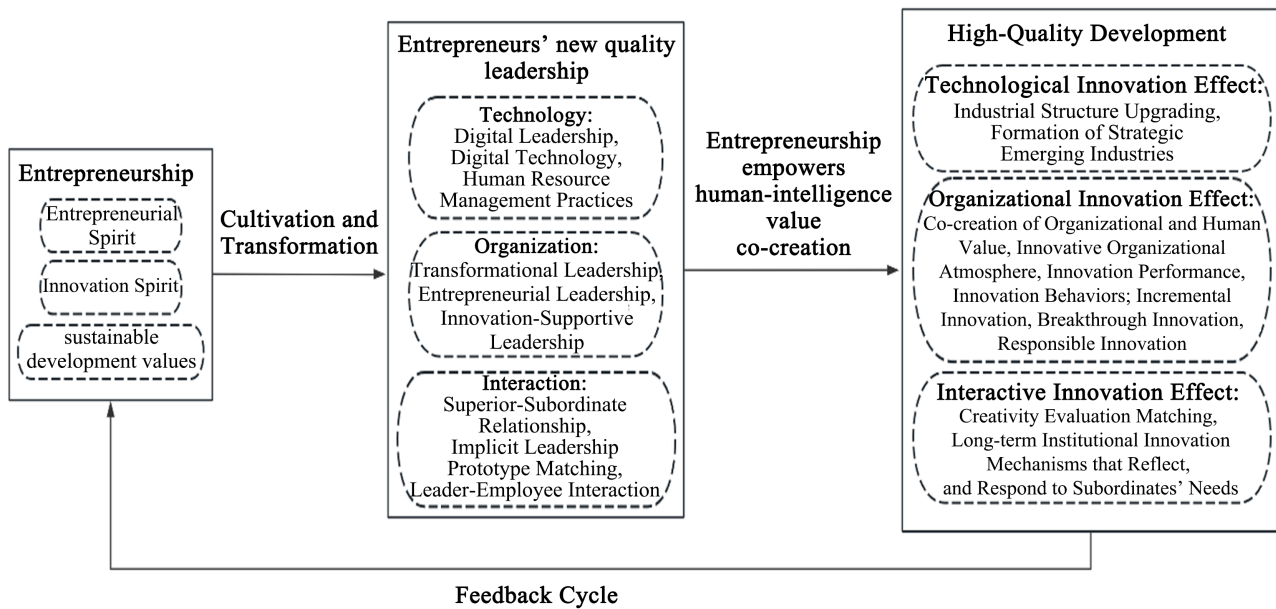 Entrepreneurship
Entrepreneurial
Spirit
Innovation Spirit
sustainable
development values
Cultivation and
Transformation
Entrepreneurs’ new quality
leadership
Technology:
Digital Leadership,
Digital Technology,
Human Resource
Management Practices
Organization:
Transformational Leadership,
Entrepreneurial Leadership,
Innovation-Supportive
Leadership
Interaction:
Superior-Subordinate
Relationship,
Implicit Leadership
Prototype Matching,
Leader-Employee Interaction
Entrepreneurship
empowers
human-intelligence
value
co-creation
High-Quality Development
Technological Innovation Effect:
Industrial Structure Upgrading,
Formation of Strategic
Emerging Industries
Organizational Innovation Effect:
Co-creation of Organizational and Human
Value, Innovative Organizational
Atmosphere, Innovation Performance,
Innovation Behaviors; Incremental
Innovation, Breakthrough Innovation,
Responsible Innovation
Interactive Innovation Effect:
Creativity Evaluation Matching,
Long-term Institutional Innovation
Mechanisms that Reflect,
and Respond to Subordinates’ Needs
Feedback Cycle